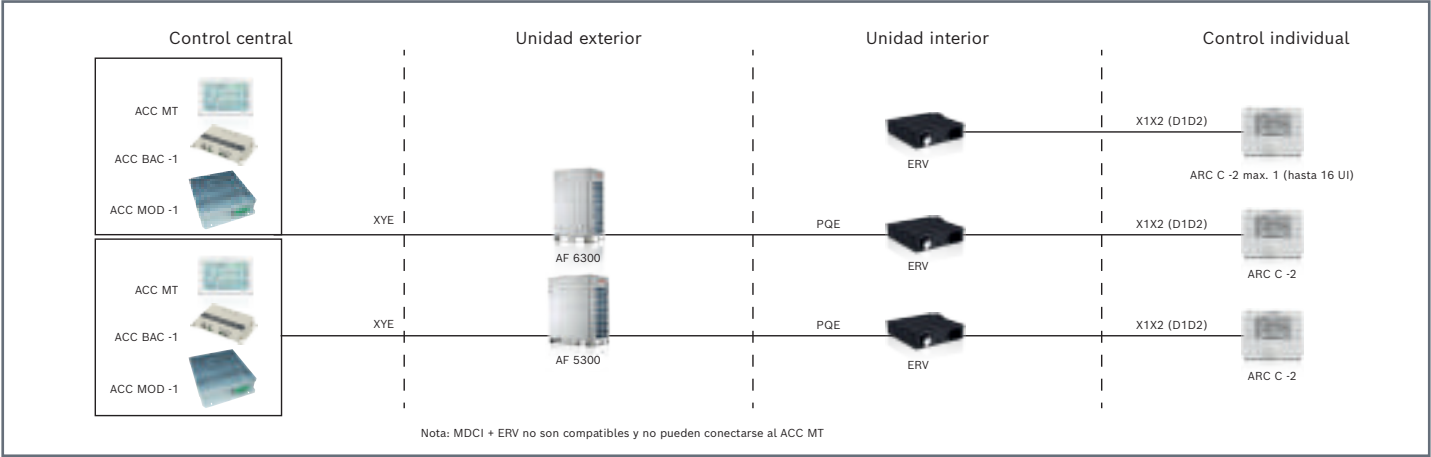 Control central
Unidad exterior
Unidad interior
Control individual
ACC MT
ACC BAC -1
ACC MOD -1
XYE
AF 6300
ERV
X1X2 (D1D2)
ARC C -2 max. 1 (hasta 16 UI)
PQE
ERV
X1X2 (D1D2)
ARC C -2
ACC MT
ACC BAC -1
ACC MOD -1
XYE
AF 5300
PQE
ERV
X1X2 (D1D2)
ARC C -2
Nota: MDCI + ERV no son compatibles y no pueden conectarse al ACC MT